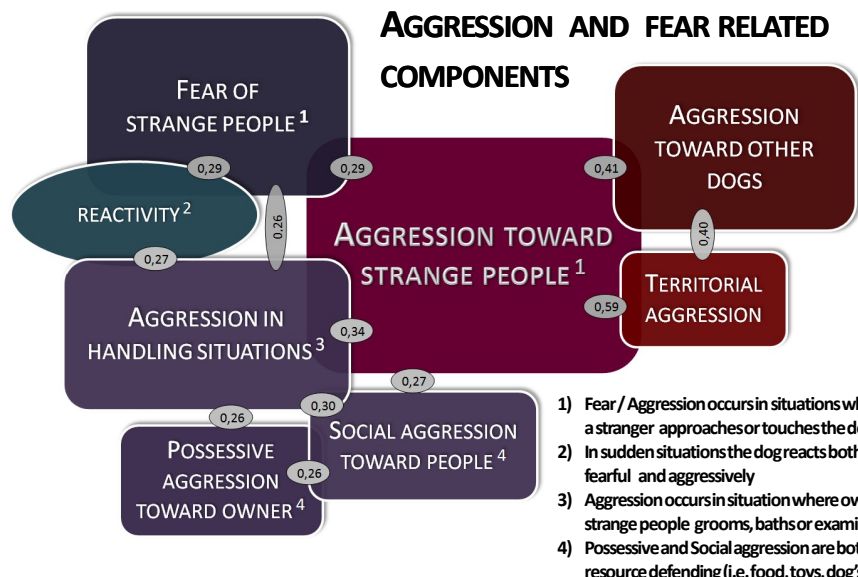 AGGRESSION AND FEAR RELATED
COMPONENTS
FEAR OF
STRANGE PEOPLE 1
REACTIVITY 2
AGGRESSION TOWARD
STRANGE PEOPLE 1
AGGRESSION
TOWARD OTHER
DOGS
TERRITORIAL
AGGRESSION
AGGRESSION IN
HANDLING SITUATIONS 3
SOCIAL AGGRESSION
TOWARD PEOPLE 4
POSSESSIVE
AGGRESSION
TOWARD OWNER 4
0,29
0,29
0,41
0,26
0,40
0,27
0,59
0,34
0,27
0,30
0,26
0,26
1) Fear / Aggression occurs in situations
a stranger approaches or touches the
2) In sudden situations the dog reacts both
fearful and aggressively
3) Aggression occurs in situation where
strange people grooms, baths or
4) Possessive and Social aggression are
resource defending (i.e. food, toys,